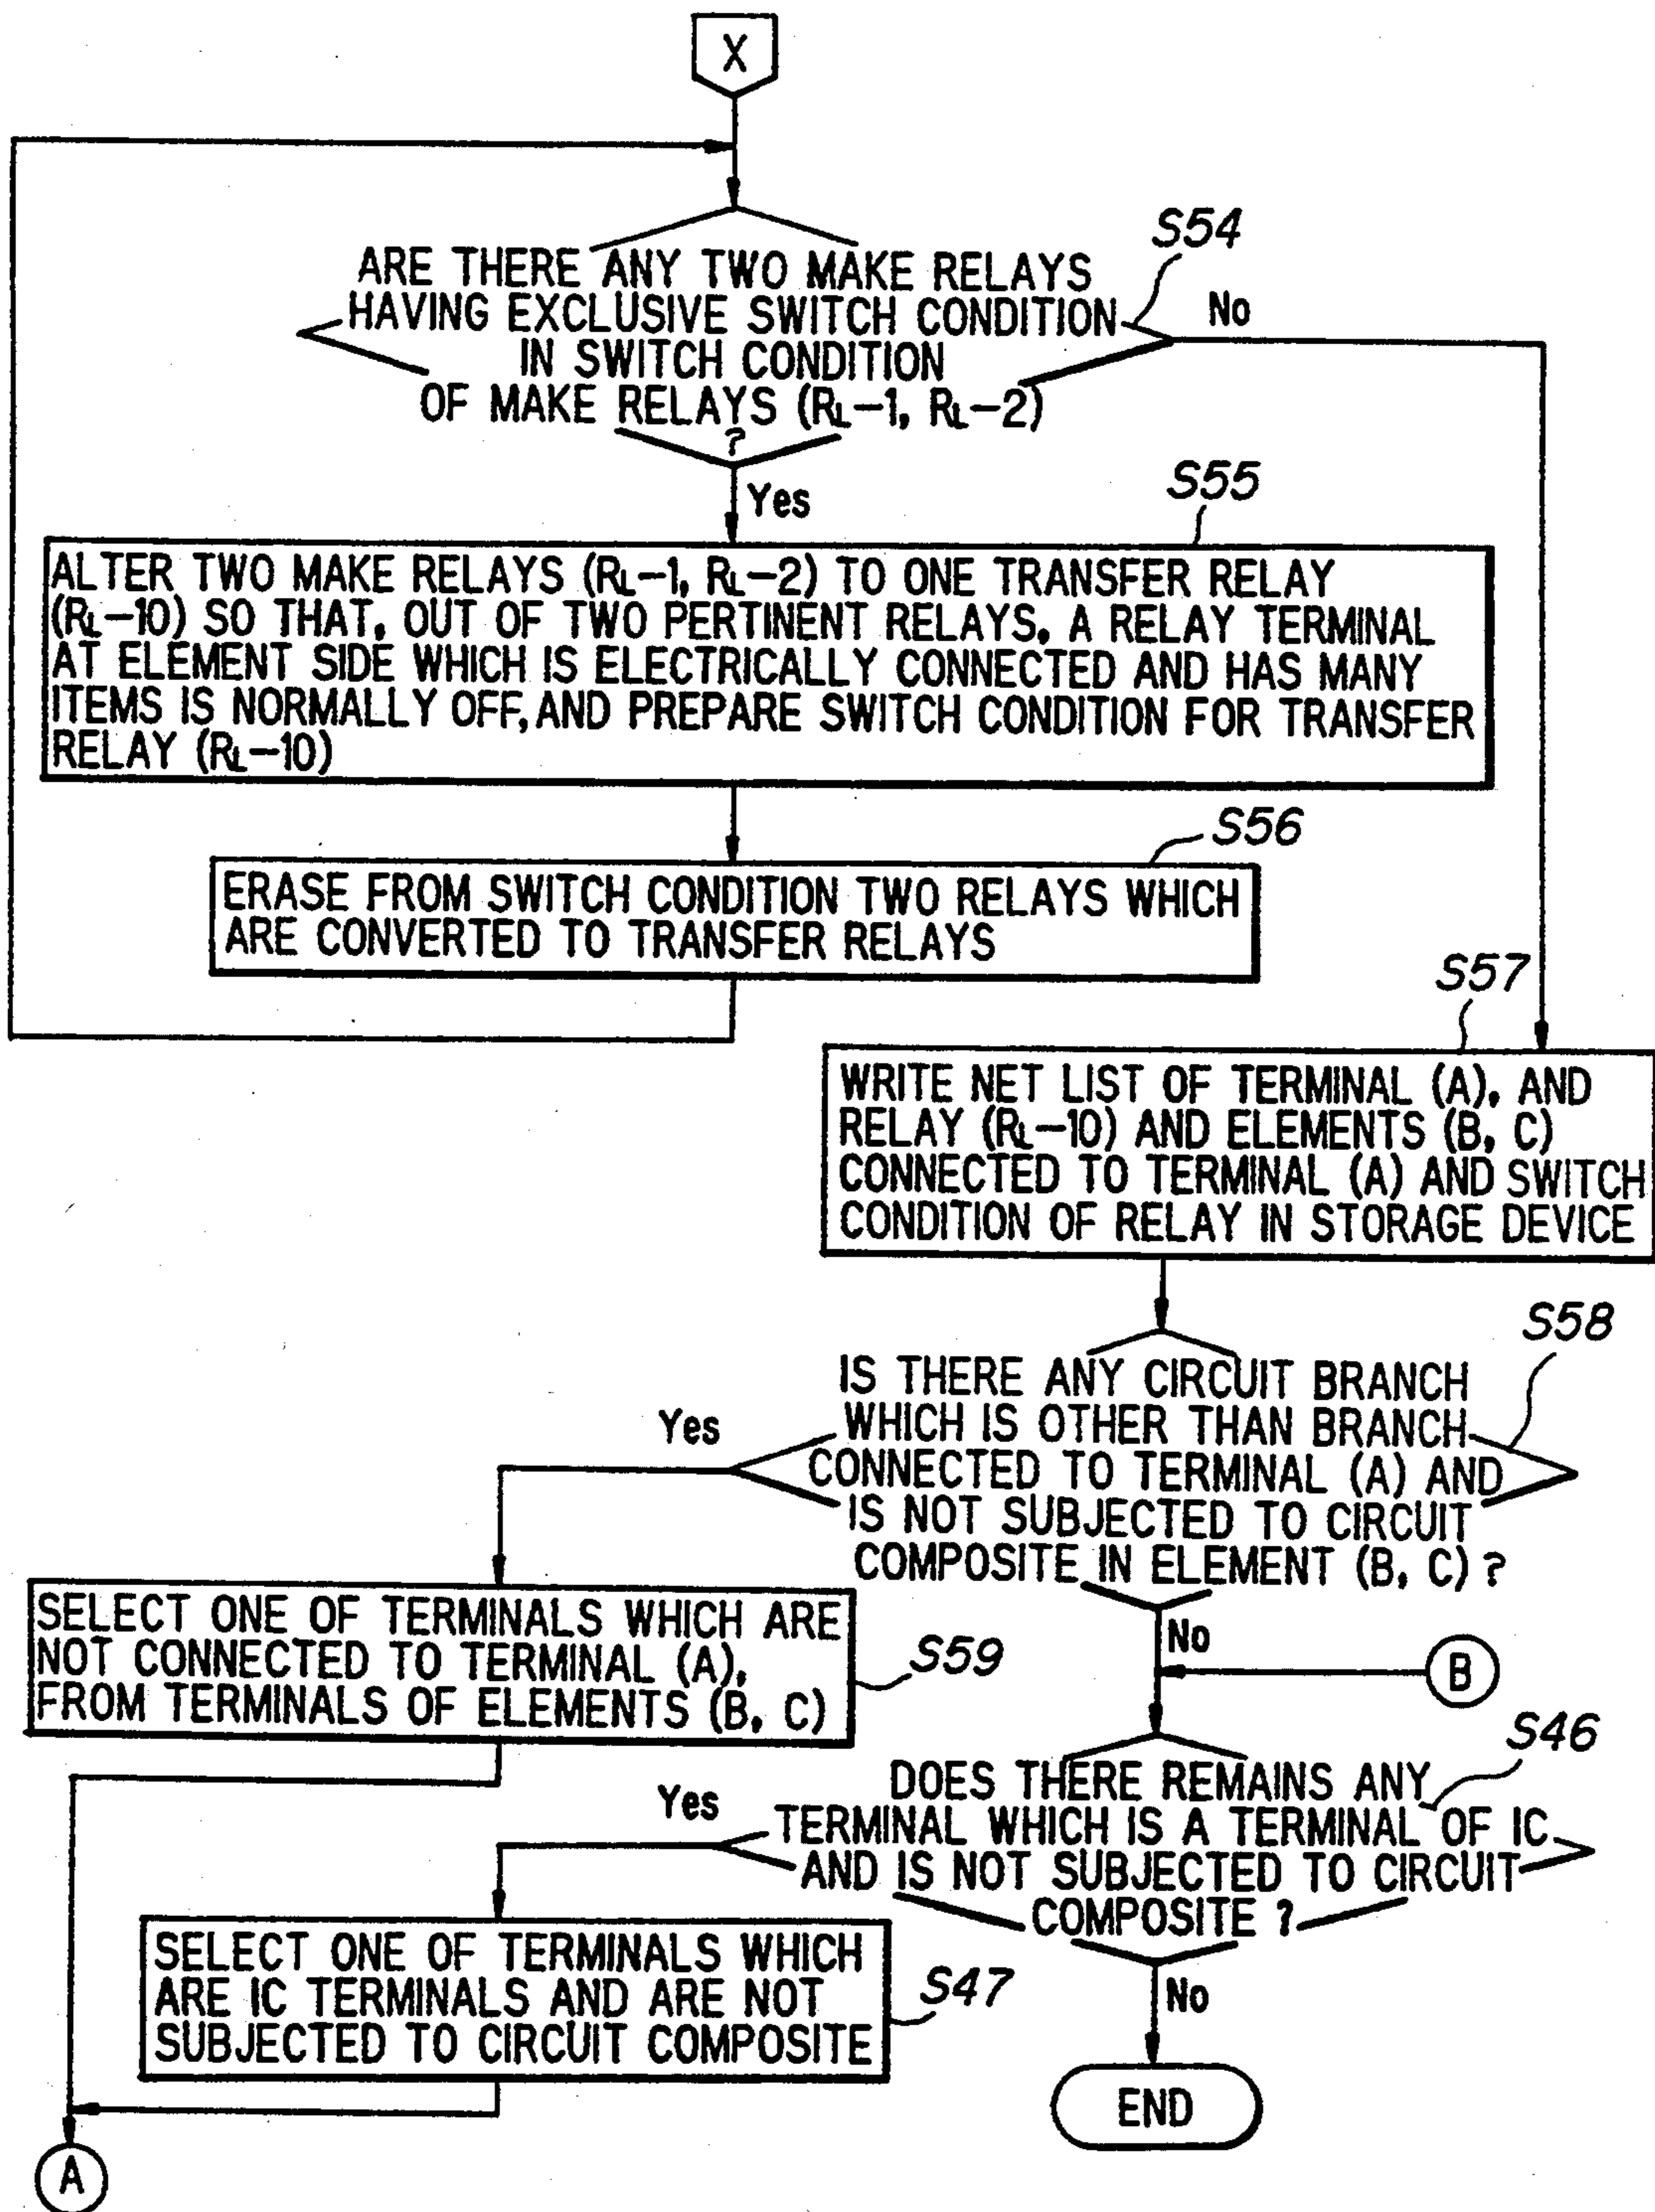 X
S54
ARE THERE ANY TWO MAKE RELAYS
HAVING EXCLUSIVE SWITCH CONDITION
IN SWITCH CONDITION
OF MAKE RELAYS (RL-1, RL-2)
?
No
Yes
S55
ALTER TWO MAKE RELAYS (RL-1, RL-2) TO ONE TRANSFER RELAY
(RL-10) SO THAT, OUT OF TWO PERTINENT RELAYS, A RELAY TERMINAL
AT ELEMENT SIDE WHICH IS ELECTRICALLY CONNECTED AND HAS MANY
ITEMS IS NORMALLY OFF, AND PREPARE SWITCH CONDITION FOR TRANSFER
RELAY (RL-10)
S56
ERASE FROM SWITCH CONDITION TWO RELAYS WHICH
ARE CONVERTED TO TRANSFER RELAYS
S57
WRITE NET LIST OF TERMINAL (A), AND
RELAY (RL-10) AND ELEMENTS (B, C)
CONNECTED TO TERMINAL (A) AND SWITCH
CONDITION OF RELAY IN STORAGE DEVICE
S58
IS THERE ANY CIRCUIT BRANCH
WHICH IS OTHER THAN BRANCH
CONNECTED TO TERMINAL (A) AND
IS NOT SUBJECTED TO CIRCUIT
COMPOSITE IN ELEMENT (B, C) ?
Yes
No
SELECT ONE OF TERMINALS WHICH ARE
NOT CONNECTED TO TERMINAL (A),
FROM TERMINALS OF ELEMENTS (B, C)
S59
B
S46
DOES THERE REMAINS ANY
TERMINAL WHICH IS A TERMINAL OF IC
AND IS NOT SUBJECTED TO CIRCUIT
COMPOSITE ?
Yes
No
SELECT ONE OF TERMINALS WHICH
ARE IC TERMINALS AND ARE NOT
SUBJECTED TO CIRCUIT COMPOSITE
S47
END
A